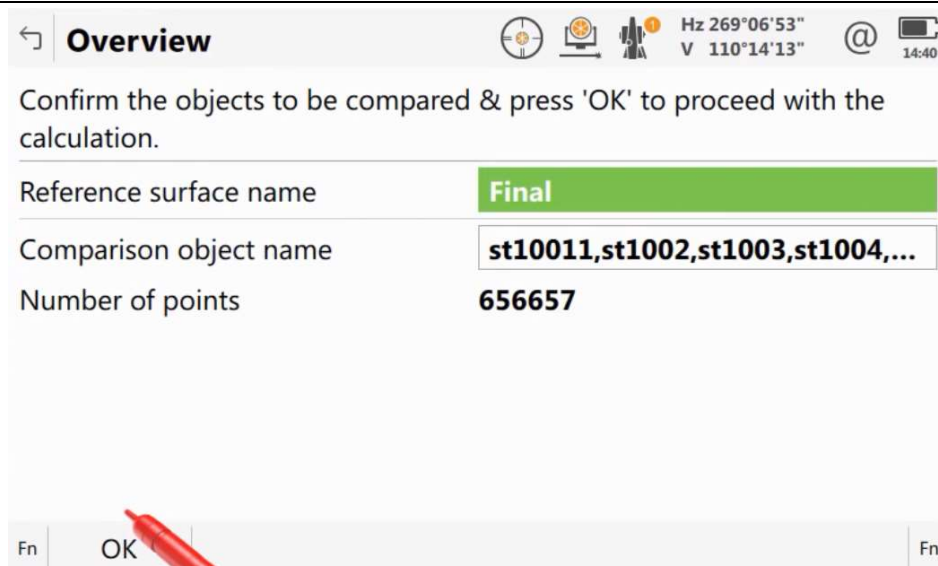 Overview
1
Hz 269°06'53"
V 110°14'13"
@
14:40
Confirm the objects to be compared & press 'OK' to proceed with the
calculation.
Reference surface name
Final
Comparison object name
st10011,st1002,st1003,st1004,...
Number of points
656657
Fn
OK
Fn